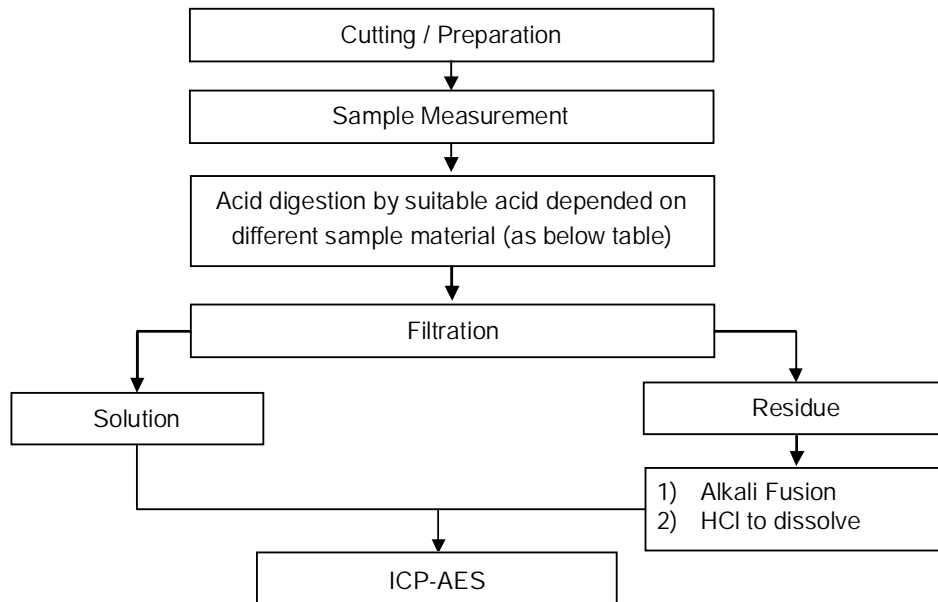 Cutting / Preparation
Sample Measurement
Acid digestion by suitable acid depended on
different sample material (as below table)
Filtration
Solution
Residue
1) Alkali Fusion
2) HCl to dissolve
ICP-AES